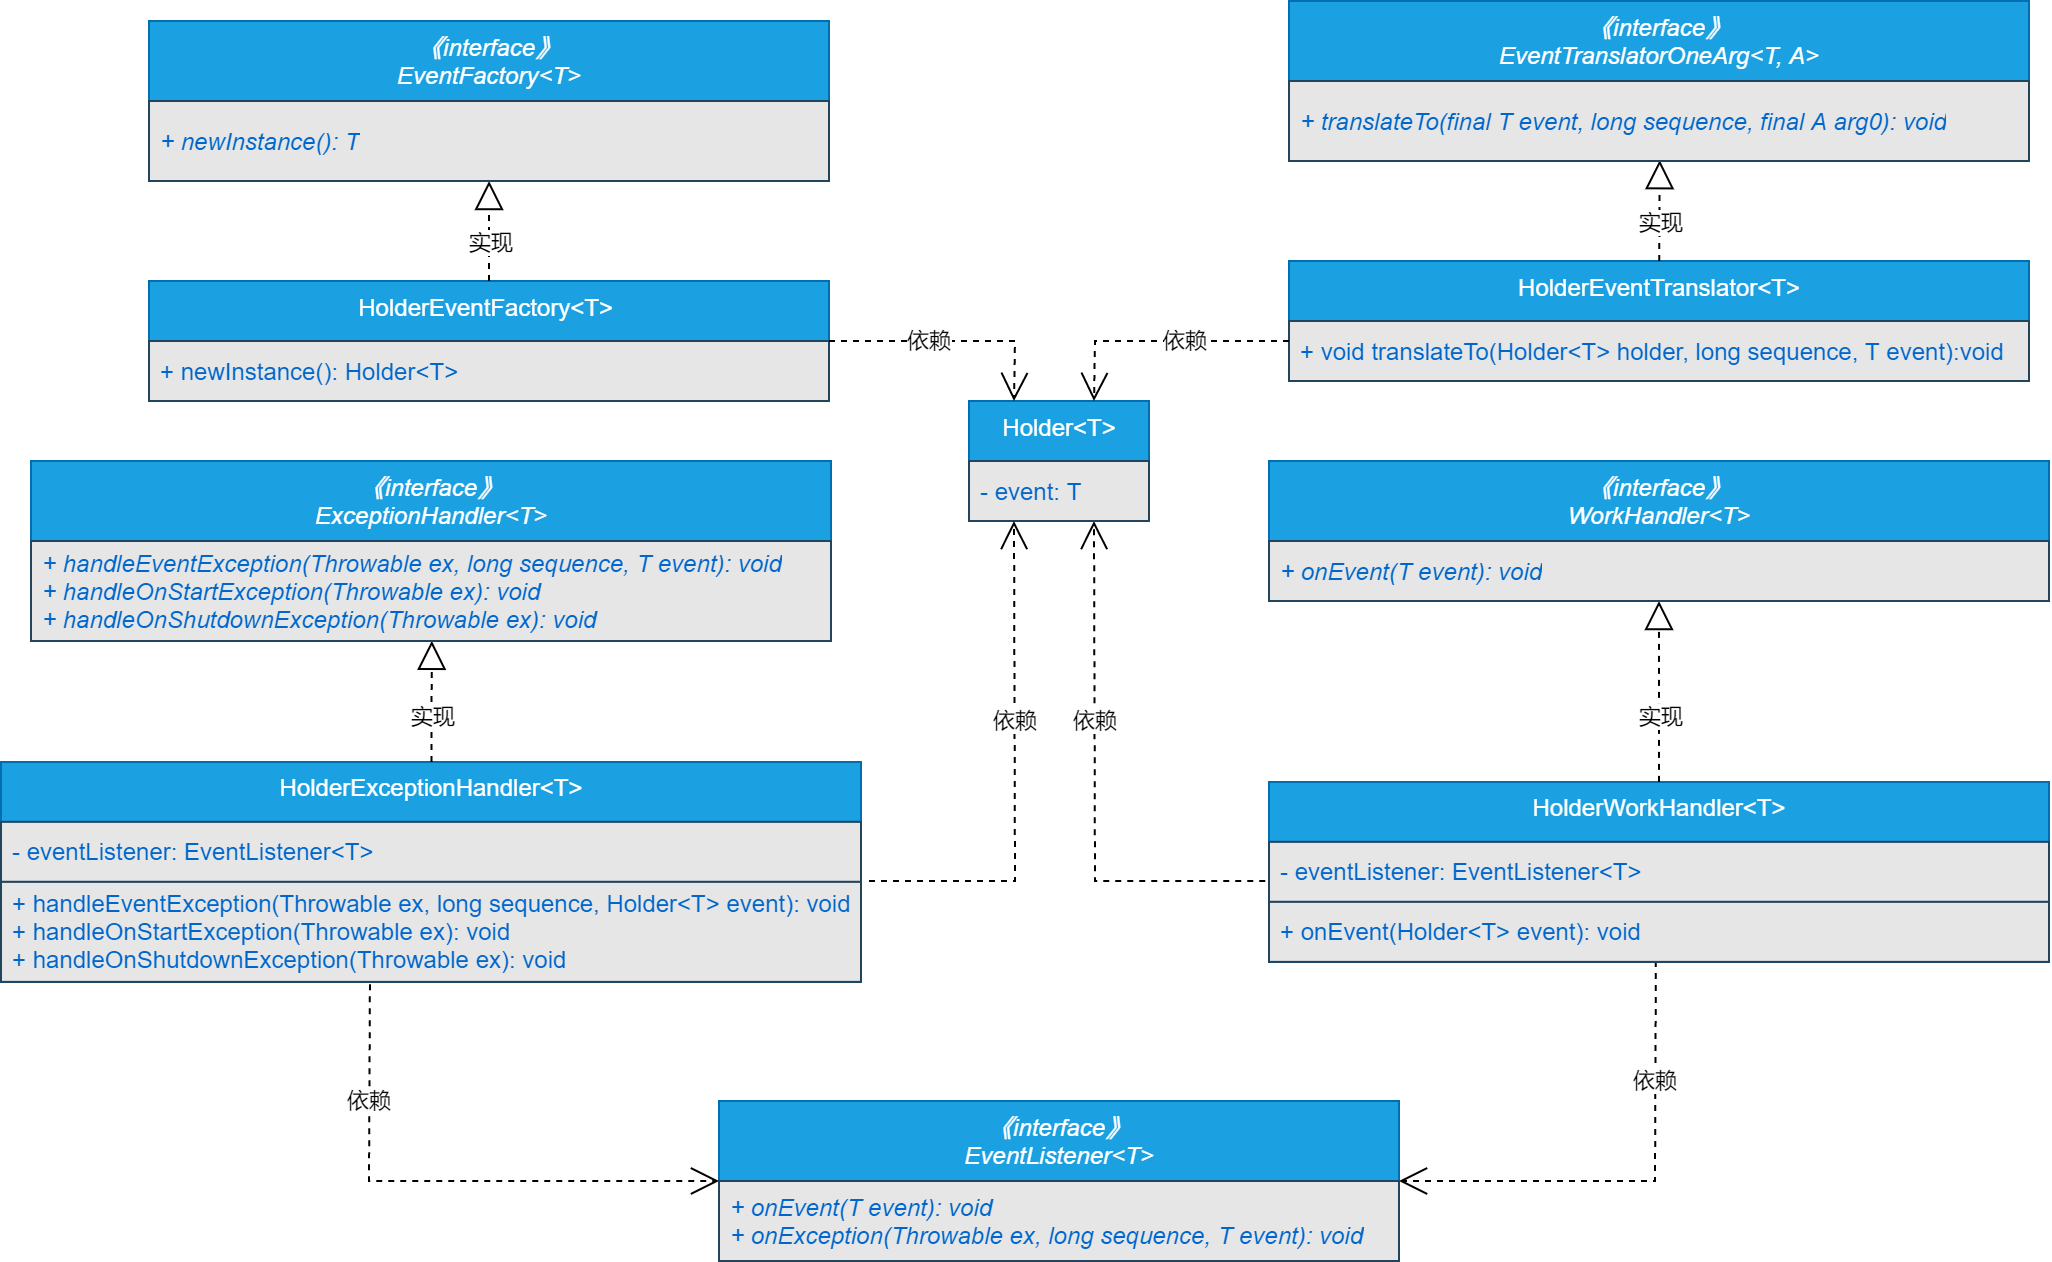 《interface》
EventFactory<T>
+ newInstance(): T
实现
HolderEventFactory<T>
+ newInstance(): Holder<T>
《interface》
EventTranslatorOneArg<T, A>
+ translateTo(final T event, long sequence, final A arg0): void
实现
HolderEventTranslator<T>
+ void translateTo(Holder<T> holder, long sequence, T event):void
依赖
依赖
Holder<T>
- event: T
《interface》
ExceptionHandler<T>
+ handleEventException(Throwable ex, long sequence, T event): void
+ handleOnStartException(Throwable ex): void
+ handleOnShutdownException(Throwable ex): void
实现
HolderExceptionHandler<T>
- eventListener: EventListener<T>
+ handleEventException(Throwable ex, long sequence, Holder<T> event): void
+ handleOnStartException(Throwable ex): void
+ handleOnShutdownException(Throwable ex): void
依赖
依赖
《interface》
WorkHandler<T>
+ onEvent(T event): void
实现
HolderWorkHandler<T>
- eventListener: EventListener<T>
+ onEvent(Holder<T> event): void
依赖
依赖
《interface》
EventListener<T>
+ onEvent(T event): void
+ onException(Throwable ex, long sequence, T event): void